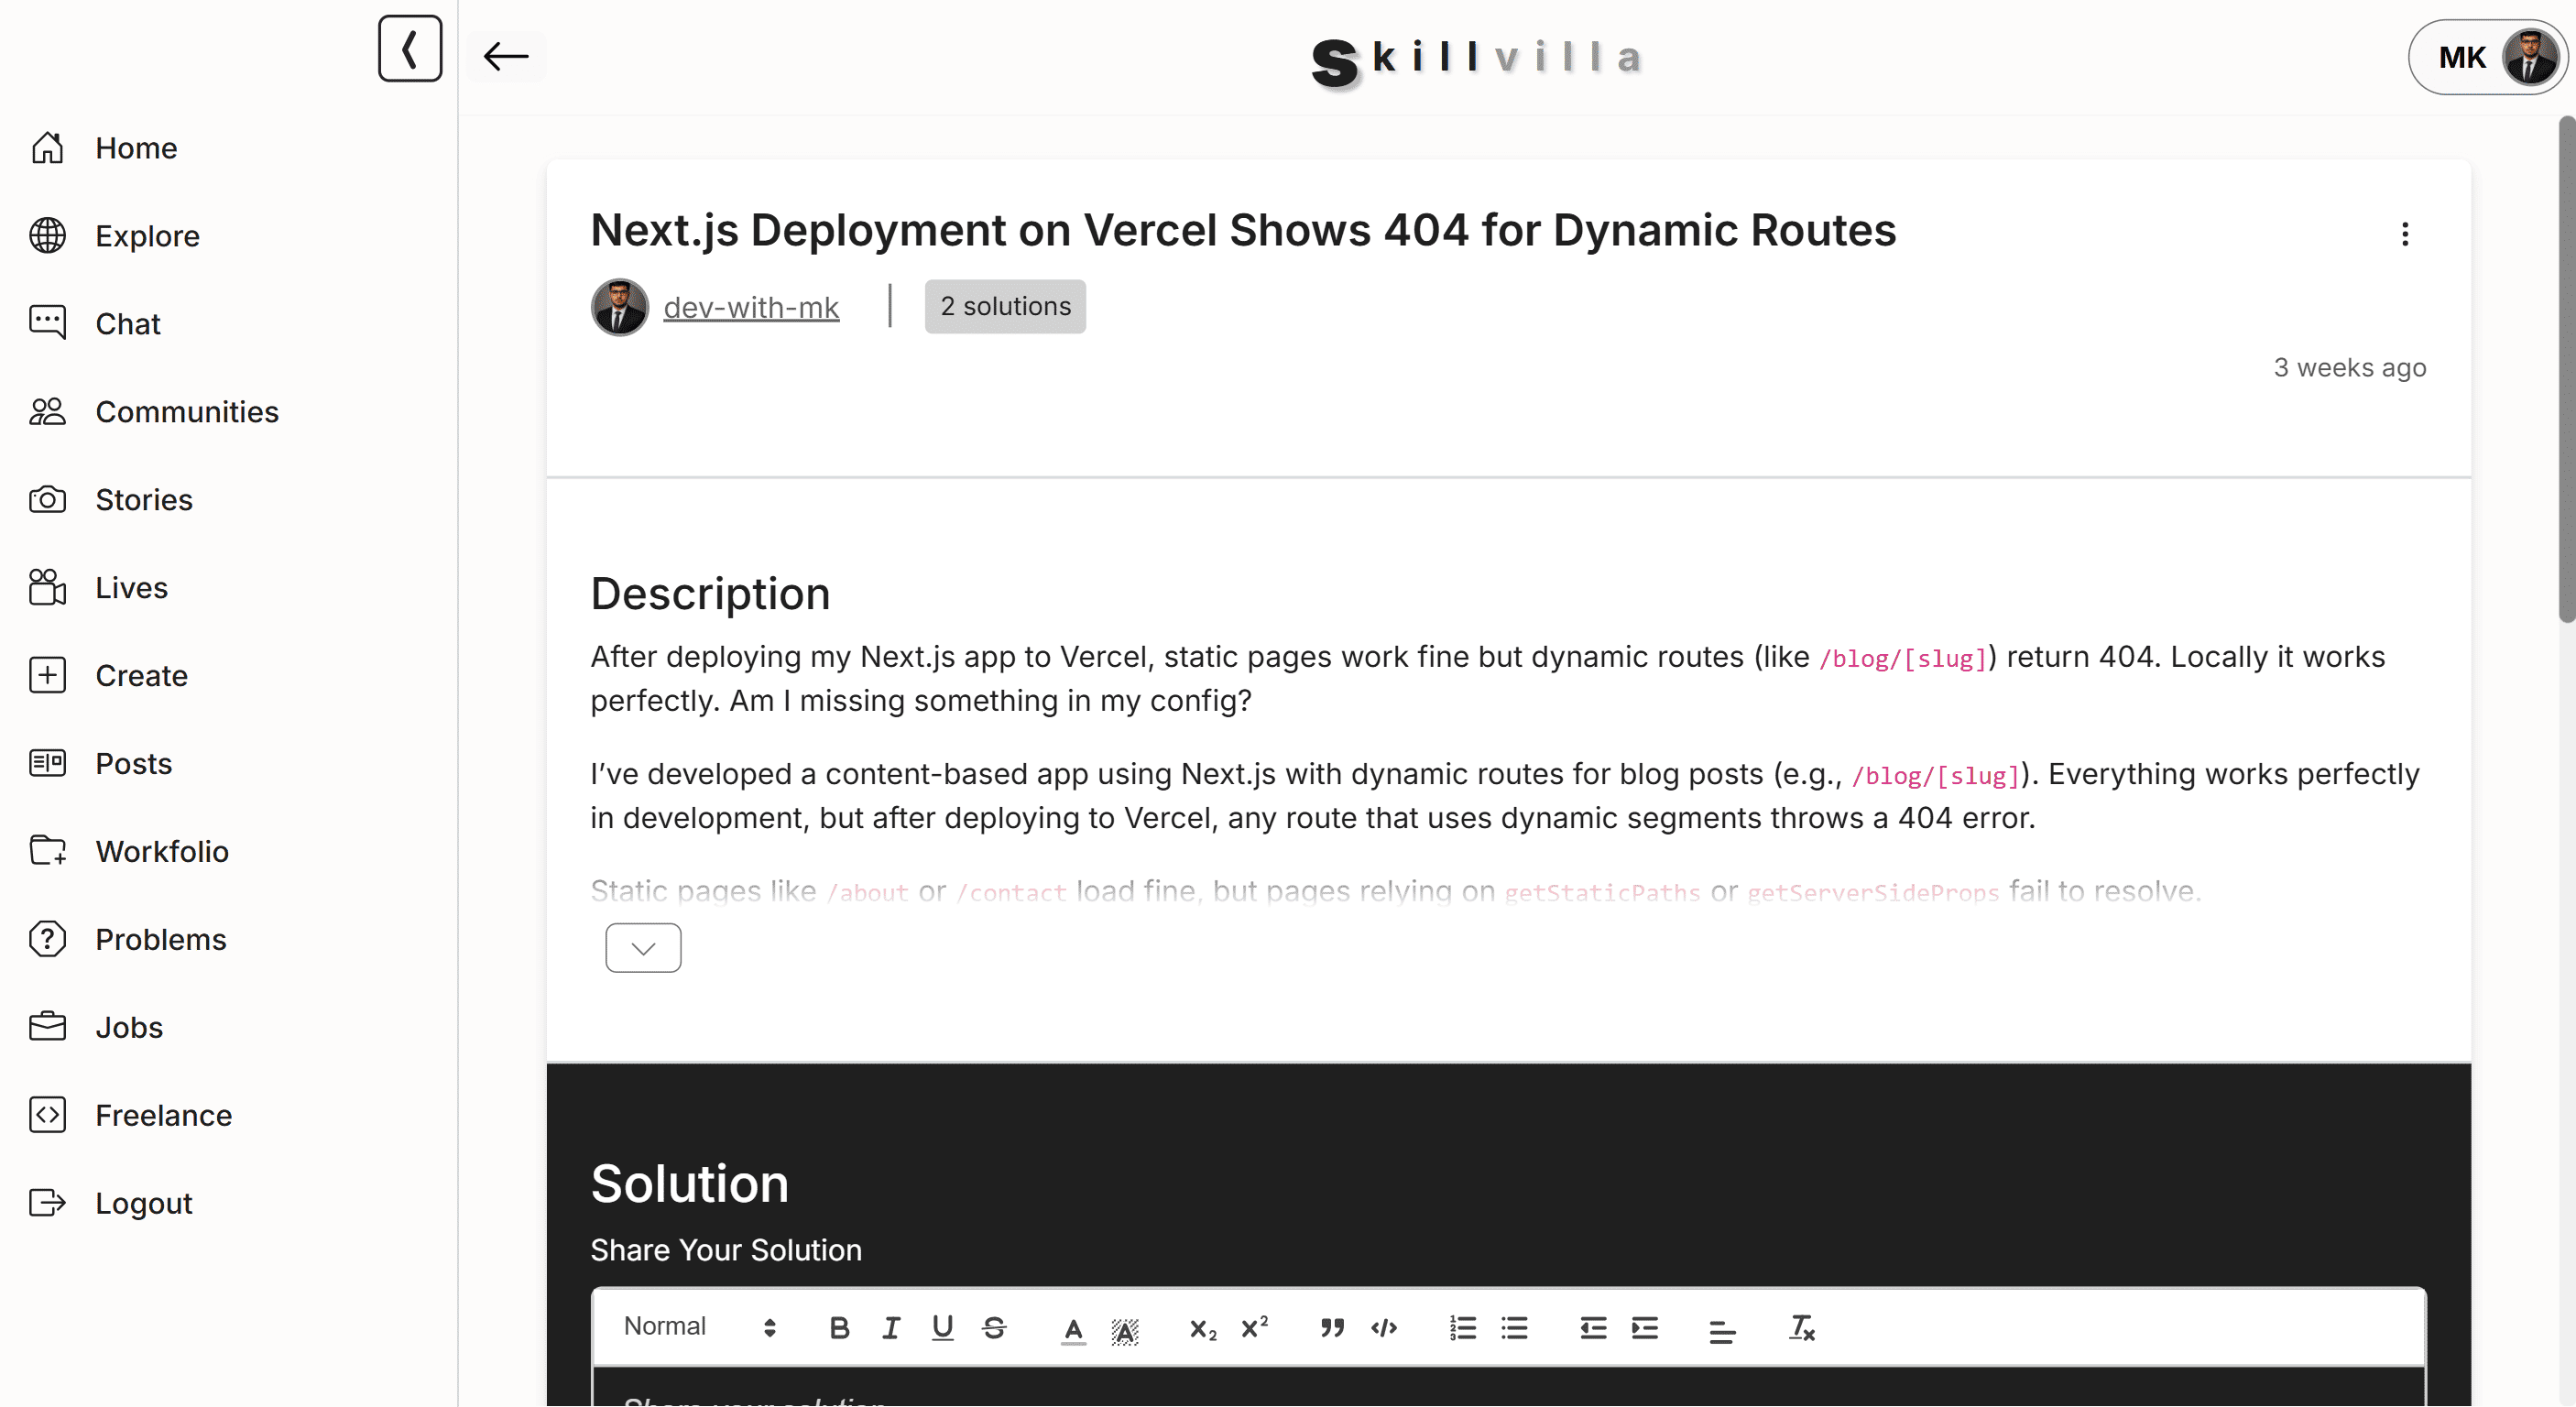 Skillvilla
MK
Home
Explore
Chat
Communities
Stories
Lives
Create
Posts
Workfolio
Problems
Jobs
Freelance
Logout
Next.js Deployment on Vercel Shows 404 for Dynamic Routes
dev-with-mk
2 solutions
3 weeks ago
Description
After deploying my Next.js app to Vercel, static pages work fine but dynamic routes (like /blog/[slug]) return 404. Locally it works
perfectly. Am I missing something in my config?
I’ve developed a content-based app using Next.js with dynamic routes for blog posts (e.g., /blog/[slug]). Everything works perfectly
in development, but after deploying to Vercel, any route that uses dynamic segments throws a 404 error.
Static pages like /about or /contact load fine, but pages relying on getStaticPaths or getServerSideProps fail to resolve.
Solution
Share Your Solution
Normal
Share your solution